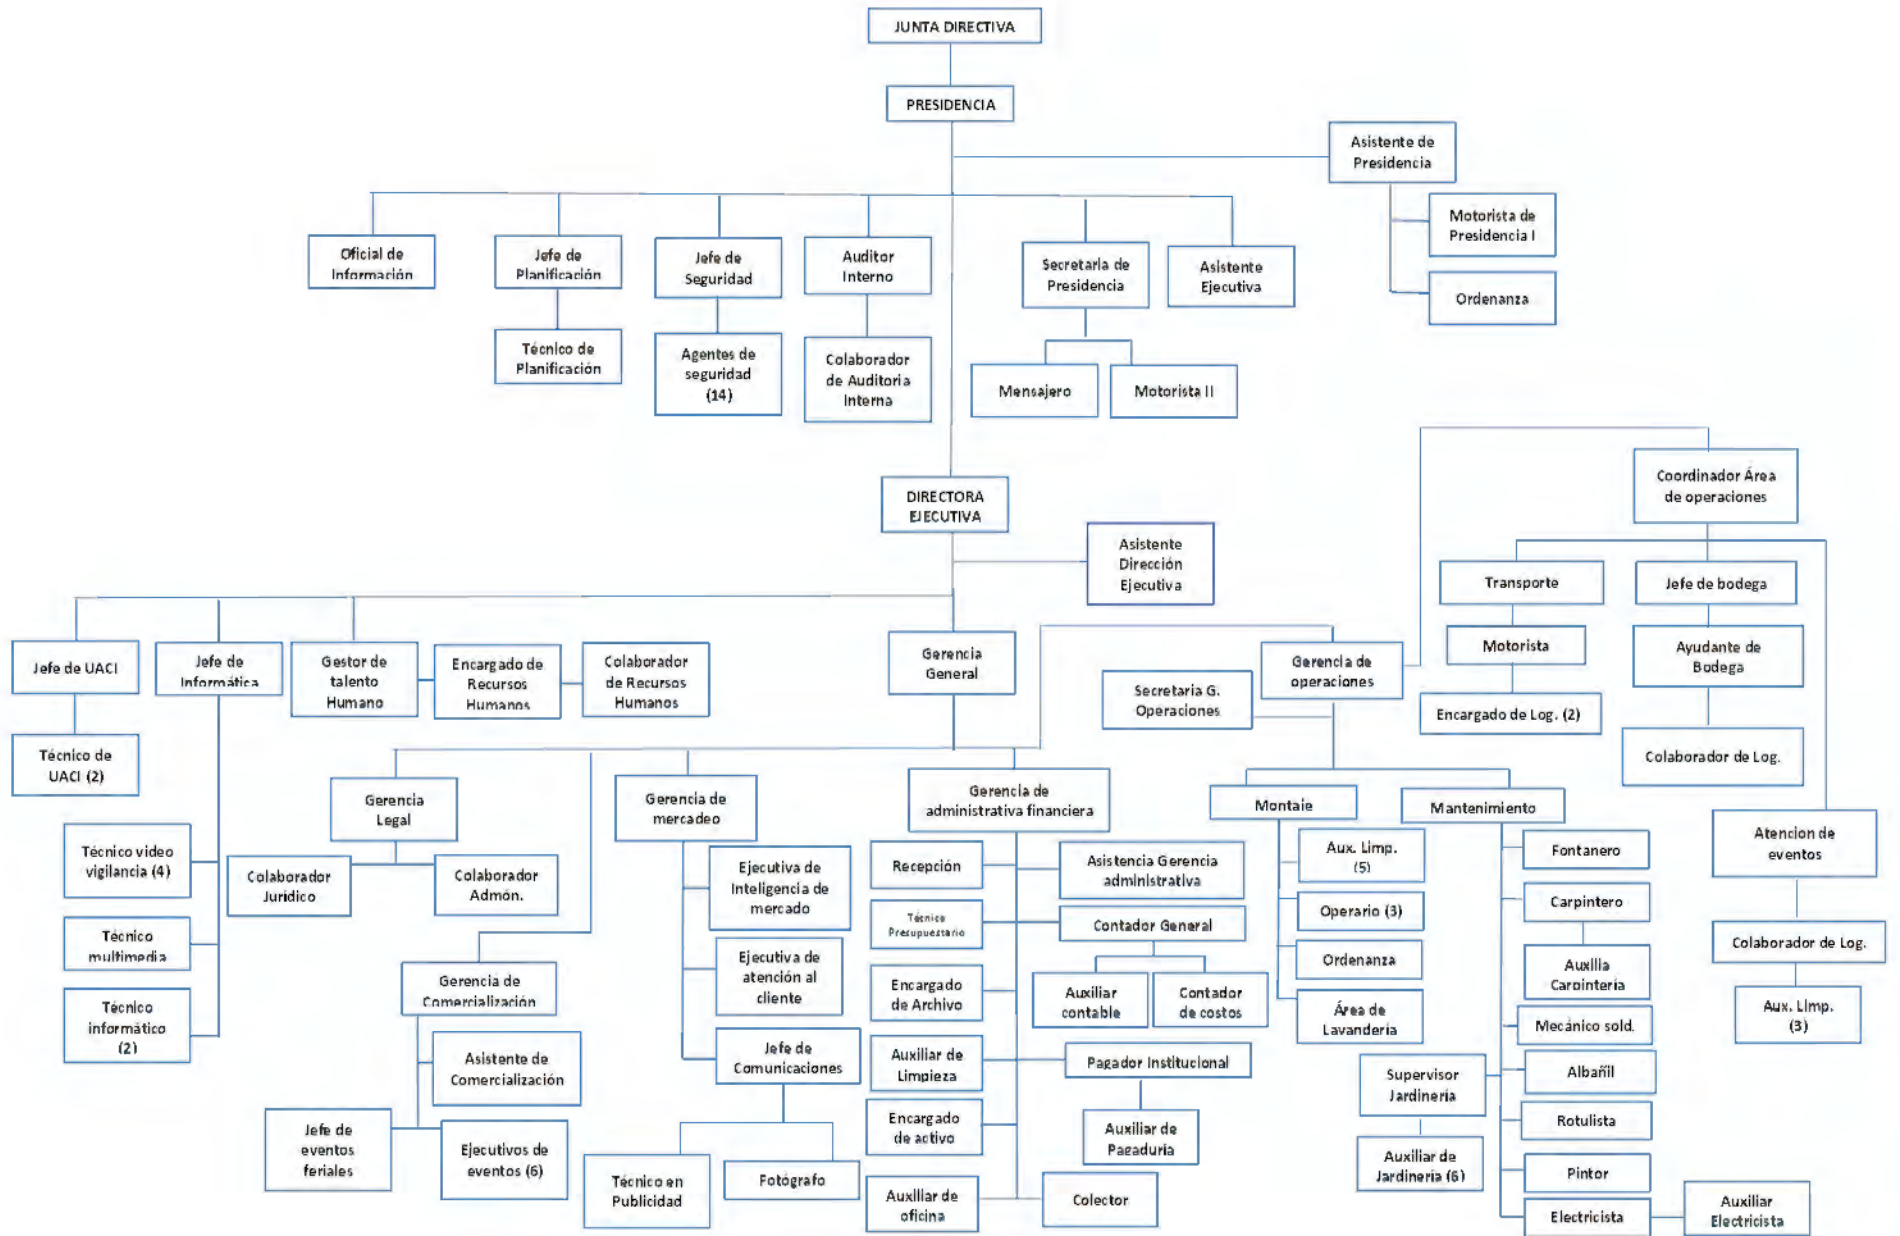 JUNTA DIRECTIVA
PRESIDENCIA
Asistente de
Presidencia
Motorista de
Presidencia I
Ordenanza
Oficial de
Información
Jefe de
Planificación
Jefe de
Seguridad
Auditor
Interno
Secretaria de
Presidencia
Asistente
Ejecutiva
Técnico de
Planificación
Agentes de
seguridad
(14)
Colaborador
de Auditoria
Interna
Mensajero
Motorista II
DIRECTORA
EJECUTIVA
Asistente
Dirección
Ejecutiva
Coordinador Área
de operaciones
Transporte
Jefe de bodega
Motorista
Ayudante de
Bodega
Encargado de Log. (2)
Colaborador de Log.
Atencion de
eventos
Colaborador de Log.
Aux. Limp.
(3)
Jefe de UACI
Jefe de
Informática
Gestor de
talento
Humano
Encargado de
Recursos
Humanos
Colaborador
de Recursos
Humanos
Gerencia
General
Gerencia de
operaciones
Secretaria G.
Operaciones
Técnico de
UACI (2)
Técnico video
vigilancia (4)
Técnico
multimedia
Técnico
informático
(2)
Gerencia
Legal
Colaborador
Jurídico
Colaborador
Admón.
Gerencia de
Comercialización
Asistente de
Comercialización
Jefe de
eventos
feriales
Ejecutivos de
eventos (6)
Gerencia de
mercadeo
Ejecutiva de
Inteligencia de
mercado
Ejecutiva de
atención al
cliente
Jefe de
Comunicaciones
Técnico en
Publicidad
Fotógrafo
Gerencia de
administrativa financiera
Recepción
Asistencia Gerencia
administrativa
Técnico
Presupuestario
Contador General
Encargado
de Archivo
Auxiliar
contable
Contador
de costos
Auxiliar de
Limpieza
Pagador Institucional
Encargado
de activo
Auxiliar de
Pagaduría
Auxiliar de
oficina
Colector
Montaje
Aux. Limp.
(5)
Operario (3)
Ordenanza
Área de
Lavandería
Mantenimiento
Fontanero
Carpintero
Auxilia
Carpintería
Mecánico sold.
Supervisor
Jardinería
Albañil
Auxiliar de
Jardinería (6)
Rotulista
Pintor
Electricista
Auxiliar
Electricista